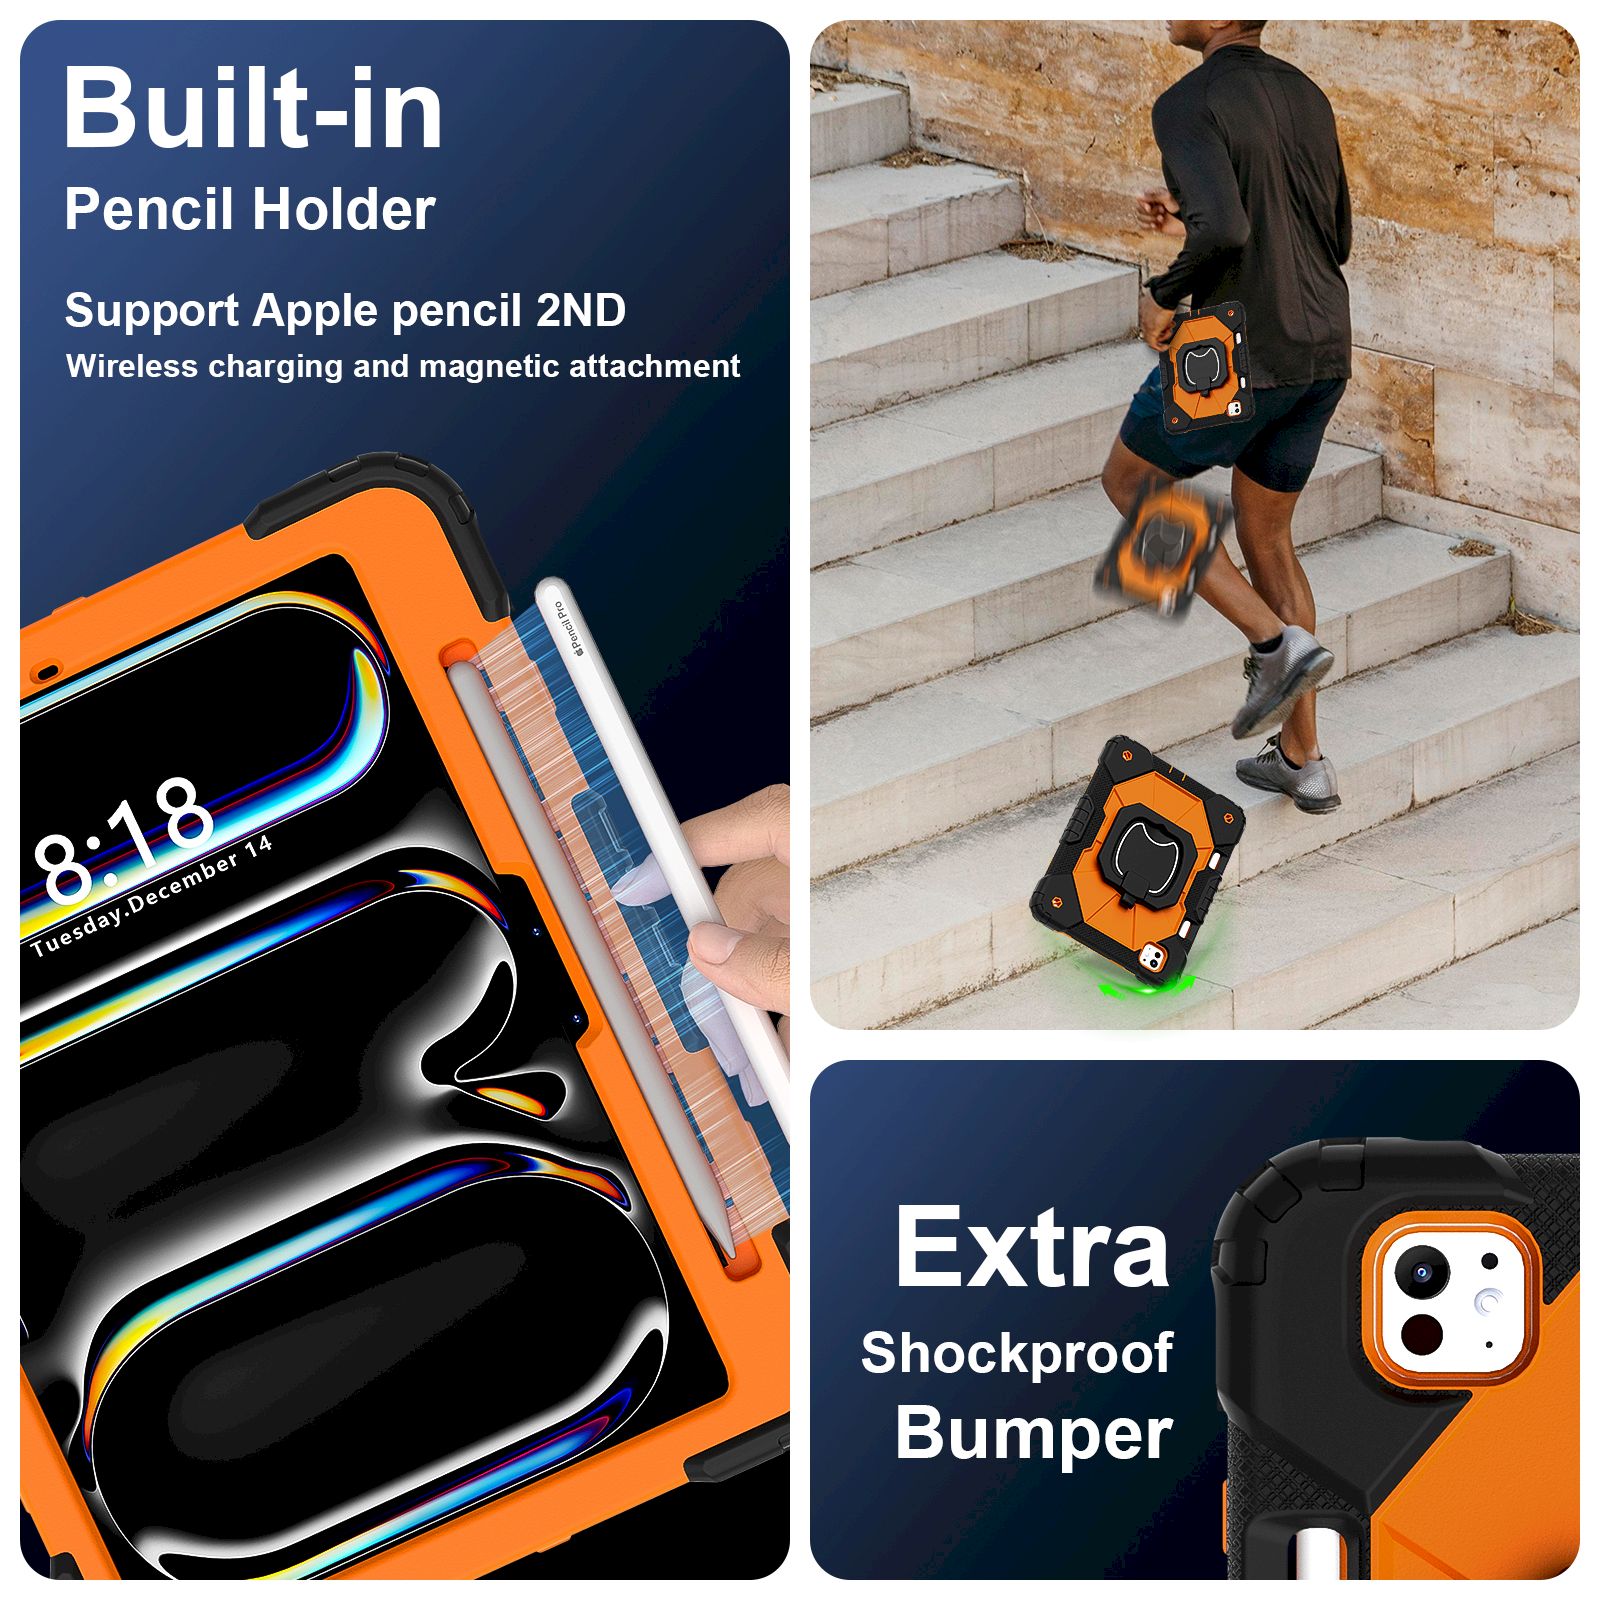 Built-in
Pencil Holder
Support Apple pencil 2ND
Wireless charging and magnetic attachment
Pencil Pro
8:18
Tuesday.December 14
Extra
Shockproof
Bumper